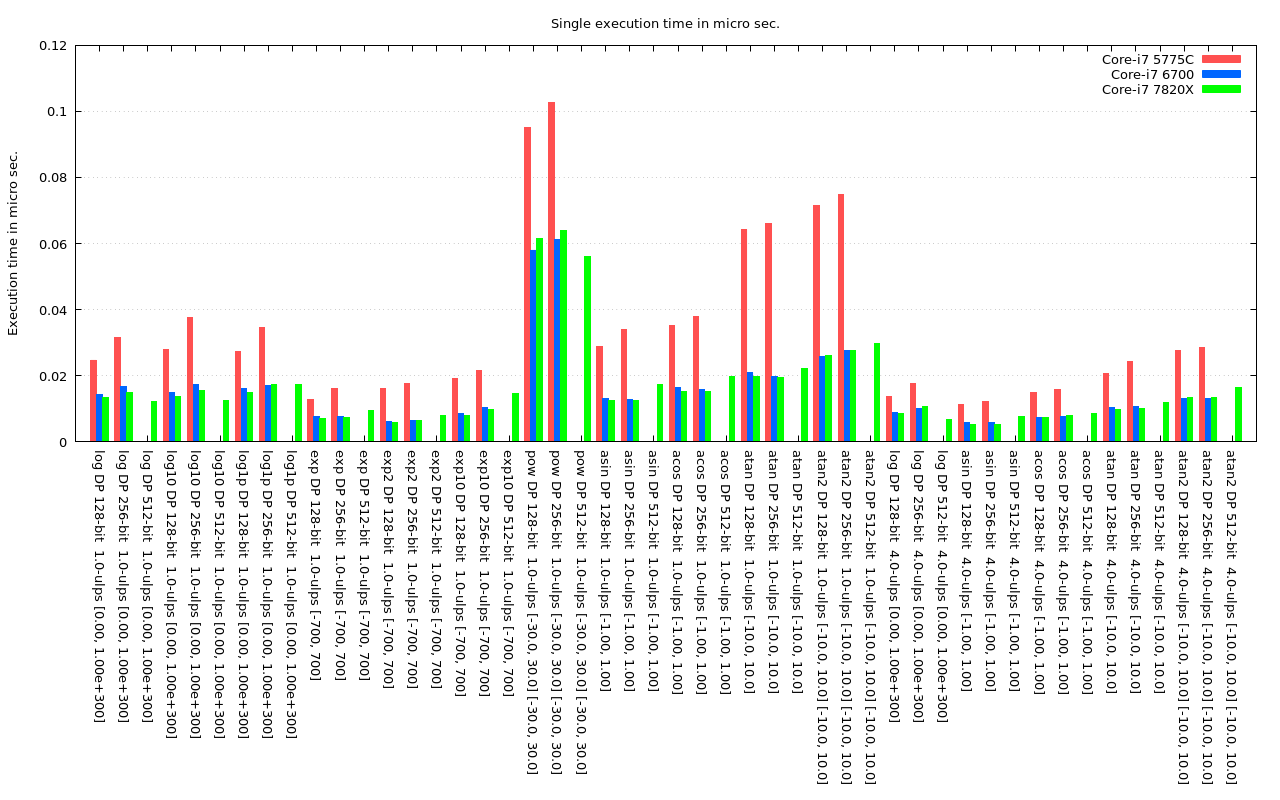 Single execution time in micro sec.
Execution time in micro sec.
0.12
0.1
0.08
0.06
0.04
0.02
0
Core-i7 5775C
Core-i7 6700
Core-i7 7820X
log DP 128-bit 1.0-ulps [0.00, 1.00e+300]
log DP 256-bit 1.0-ulps [0.00, 1.00e+300]
log DP 512-bit 1.0-ulps [0.00, 1.00e+300]
log10 DP 128-bit 1.0-ulps [0.00, 1.00e+300]
log10 DP 256-bit 1.0-ulps [0.00, 1.00e+300]
log10 DP 512-bit 1.0-ulps [0.00, 1.00e+300]
log1p DP 128-bit 1.0-ulps [0.00, 1.00e+300]
log1p DP 256-bit 1.0-ulps [0.00, 1.00e+300]
log1p DP 512-bit 1.0-ulps [0.00, 1.00e+300]
exp DP 128-bit 1.0-ulps [-700, 700]
exp DP 256-bit 1.0-ulps [-700, 700]
exp DP 512-bit 1.0-ulps [-700, 700]
exp2 DP 128-bit 1.0-ulps [-700, 700]
exp2 DP 256-bit 1.0-ulps [-700, 700]
exp2 DP 512-bit 1.0-ulps [-700, 700]
exp10 DP 128-bit 1.0-ulps [-700, 700]
exp10 DP 256-bit 1.0-ulps [-700, 700]
exp10 DP 512-bit 1.0-ulps [-700, 700]
pow DP 128-bit 1.0-ulps [-30.0, 30.0] [-30.0, 30.0]
pow DP 256-bit 1.0-ulps [-30.0, 30.0] [-30.0, 30.0]
pow DP 512-bit 1.0-ulps [-30.0, 30.0] [-30.0, 30.0]
asin DP 128-bit 1.0-ulps [-1.00, 1.00]
asin DP 256-bit 1.0-ulps [-1.00, 1.00]
asin DP 512-bit 1.0-ulps [-1.00, 1.00]
acos DP 128-bit 1.0-ulps [-1.00, 1.00]
acos DP 256-bit 1.0-ulps [-1.00, 1.00]
acos DP 512-bit 1.0-ulps [-1.00, 1.00]
atan DP 128-bit 1.0-ulps [-10.0, 10.0]
atan DP 256-bit 1.0-ulps [-10.0, 10.0]
atan DP 512-bit 1.0-ulps [-10.0, 10.0]
atan2 DP 128-bit 1.0-ulps [-10.0, 10.0] [-10.0, 10.0]
atan2 DP 256-bit 1.0-ulps [-10.0, 10.0] [-10.0, 10.0]
atan2 DP 512-bit 1.0-ulps [-10.0, 10.0] [-10.0, 10.0]
log DP 128-bit 4.0-ulps [0.00, 1.00e+300]
log DP 256-bit 4.0-ulps [0.00, 1.00e+300]
log DP 512-bit 4.0-ulps [0.00, 1.00e+300]
asin DP 128-bit 4.0-ulps [-1.00, 1.00]
asin DP 256-bit 4.0-ulps [-1.00, 1.00]
asin DP 512-bit 4.0-ulps [-1.00, 1.00]
acos DP 128-bit 4.0-ulps [-1.00, 1.00]
acos DP 256-bit 4.0-ulps [-1.00, 1.00]
acos DP 512-bit 4.0-ulps [-1.00, 1.00]
atan DP 128-bit 4.0-ulps [-10.0, 10.0]
atan DP 256-bit 4.0-ulps [-10.0, 10.0]
atan DP 512-bit 4.0-ulps [-10.0, 10.0]
atan2 DP 128-bit 4.0-ulps [-10.0, 10.0] [-10.0, 10.0]
atan2 DP 256-bit 4.0-ulps [-10.0, 10.0] [-10.0, 10.0]
atan2 DP 512-bit 4.0-ulps [-10.0, 10.0] [-10.0, 10.0]